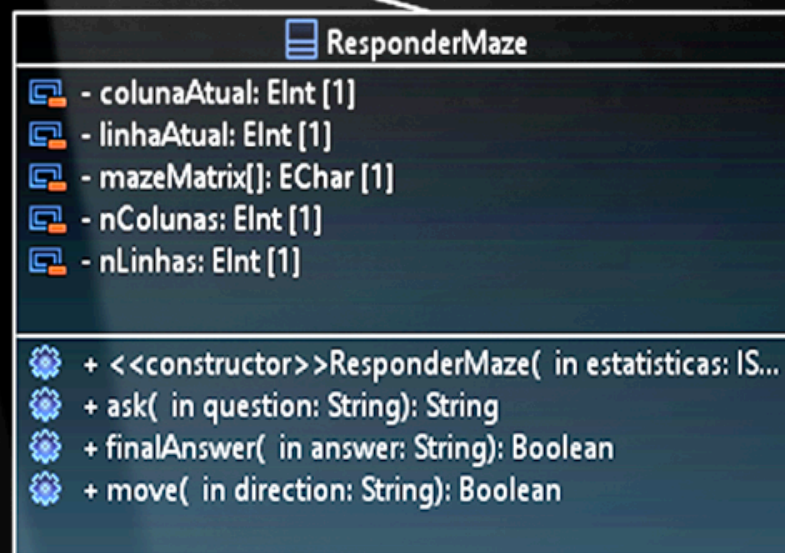 ResponderMaze
- colunaAtual: EInt [1]
- linhaAtual: EInt [1]
- mazeMatrix[]: EChar [1]
- nColunas: EInt [1]
- nLinhas: EInt [1]
+ <<constructor>>ResponderMaze( in estatisticas: IS...
+ ask( in question: String): String
+ finalAnswer( in answer: String): Boolean
+ move( in direction: String): Boolean